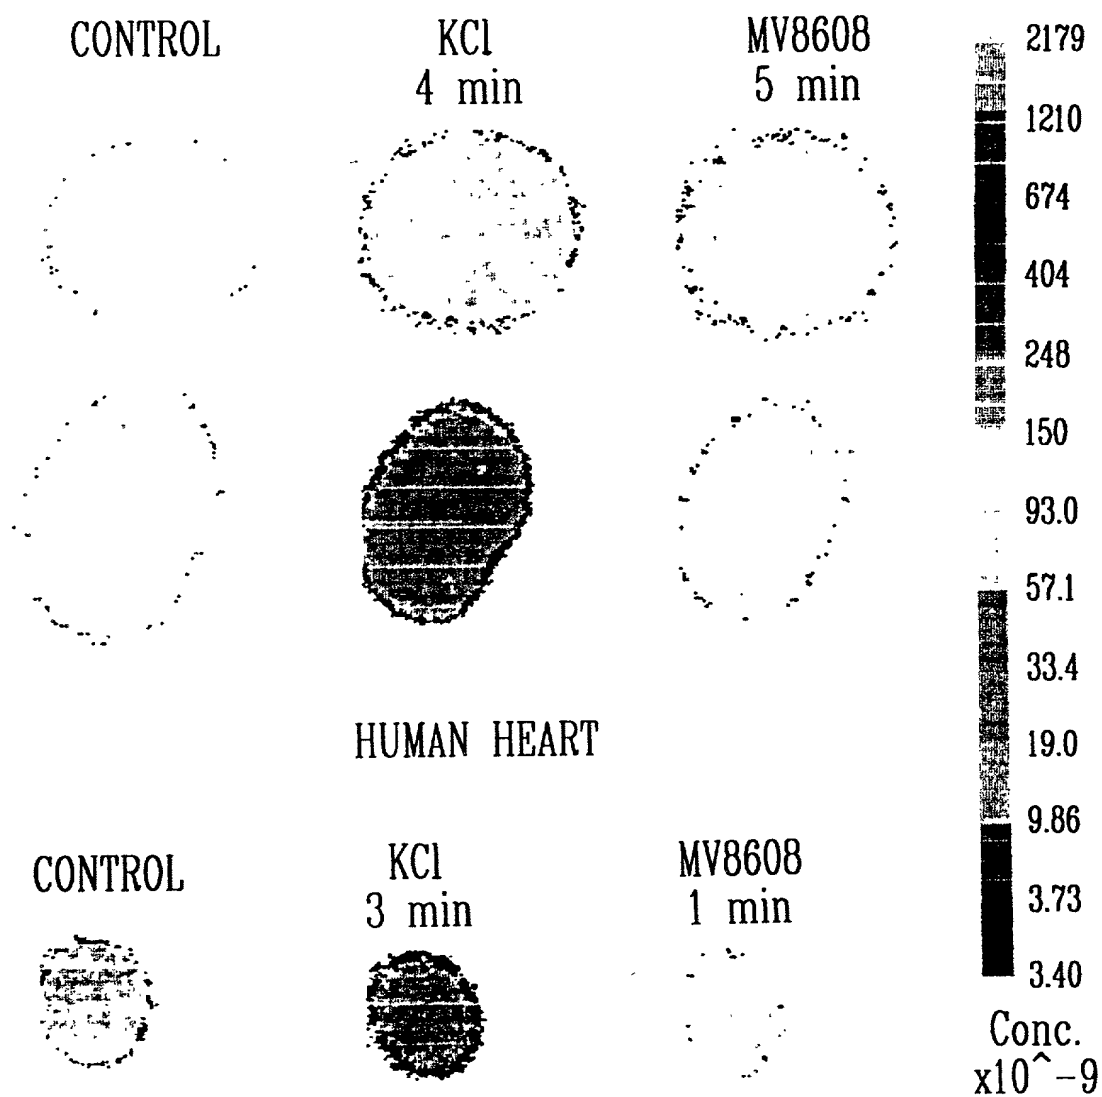 CONTROL
KCl
4 min
MV8608
5 min
2179
1210
674
404
248
150
93.0
57.1
33.4
19.0
9.86
3.73
3.40
Conc.
x10^-9
HUMAN HEART
CONTROL
KCl
3 min
MV8608
1 min